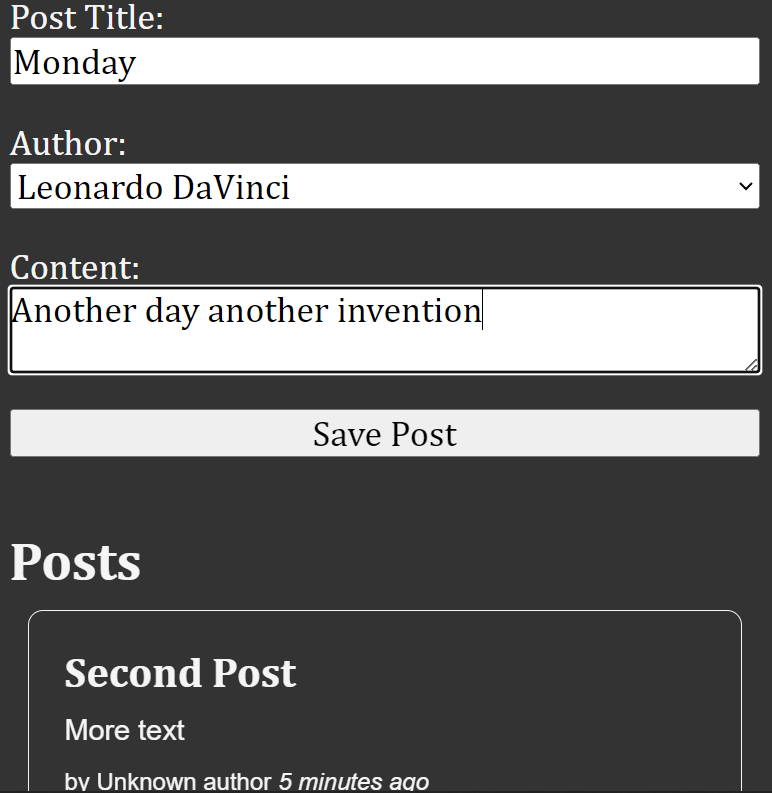 Post Title:
Monday
Author:
Leonardo DaVinci
Content:
Another day another invention
Save Post
Posts
Second Post
More text
by Unknown author 5 minutes ago